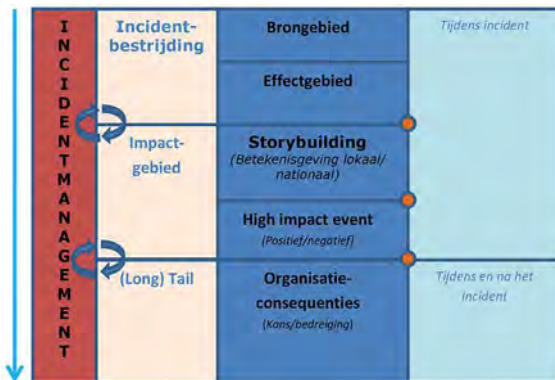 INCIDENTMANAGEMENT
Incident-
bestrijding
Brongebied
Tijdens incident
Effectgebied
Impact-
gebied
Storybuilding
(Betekenisgeving lokaal/
nationaal)
High impact event
(Positief/negatief)
(Long) Tail
Organisatie-
consequenties
(Kans/bedreiging)
Tijdens en na het
incident